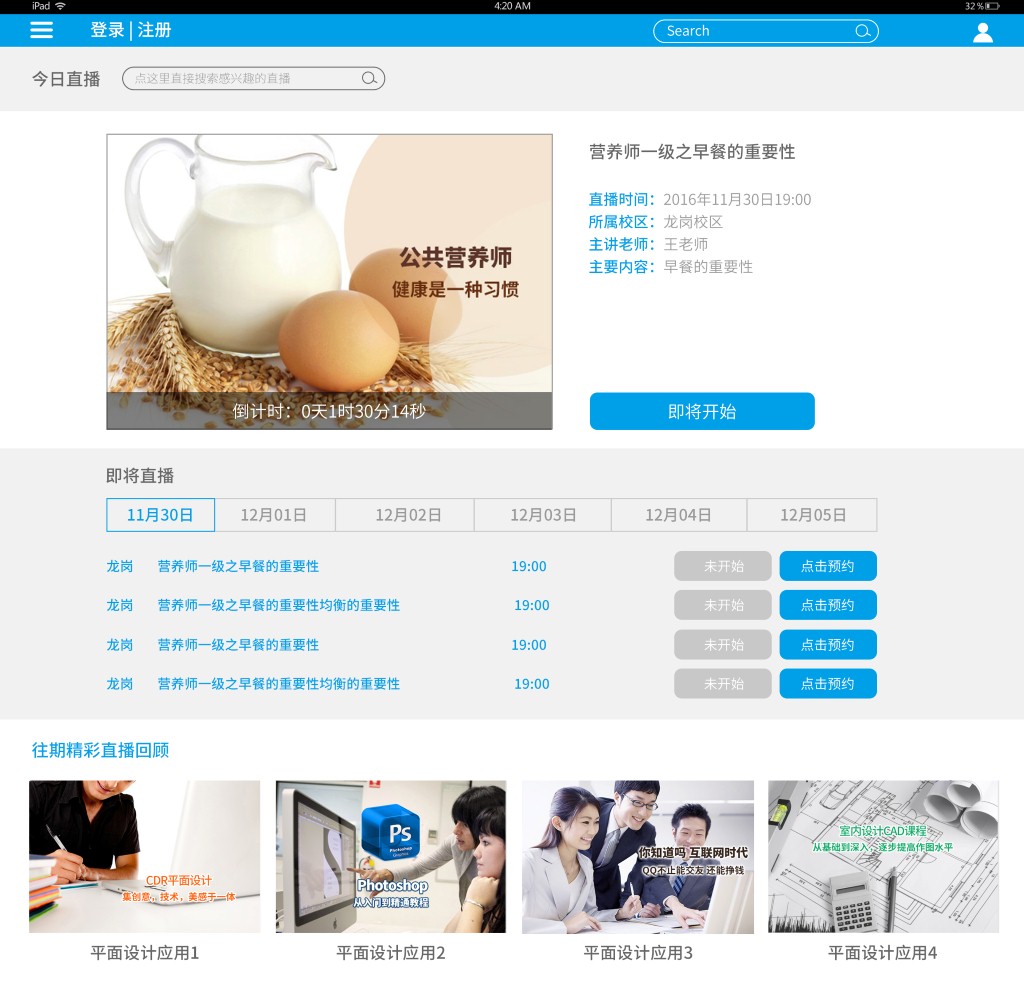 iPad
4:20 AM
32%
登录 | 注册
Search
今日直播
点这里直接搜索感兴趣的直播
公共营养师
健康是一种习惯
倒计时：0天1时30分14秒
营养师一级之早餐的重要性
直播时间：2016年11月30日19:00
所属校区：龙岗校区
主讲老师：王老师
主要内容：早餐的重要性
即将开始
即将直播
11月30日 12月01日 12月02日 12月03日 12月04日 12月05日
龙岗 营养师一级之早餐的重要性 19:00 未开始 点击预约
龙岗 营养师一级之早餐的重要性均衡的重要性 19:00 未开始 点击预约
龙岗 营养师一级之早餐的重要性 19:00 未开始 点击预约
龙岗 营养师一级之早餐的重要性均衡的重要性 19:00 未开始 点击预约
往期精彩直播回顾
CDR平面设计
集创意，技术，美感于一体
Ps
Photoshop
Photoshop
从入门到精通教程
你知道吗 互联网时代
QQ不止能交友 还能挣钱
室内设计CAD课程
从基础到深入，逐步提高作图水平
平面设计应用1
平面设计应用2
平面设计应用3
平面设计应用4